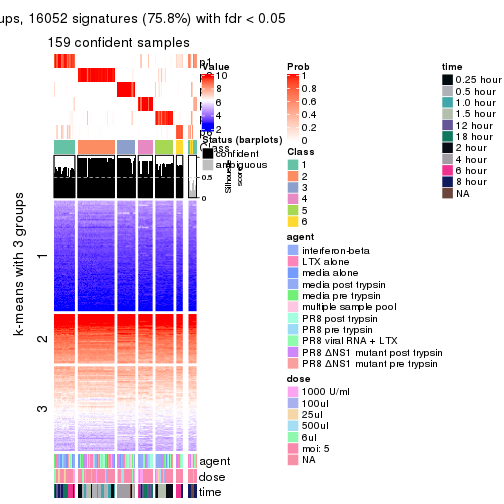 ups, 16052 signatures (75.8%) with fdr < 0.05
159 confident samples
p1
Value
10
8
6
4
2
Status (barplots)
confident
ambiguous
1
0.5
0
k-means with 3 groups
1
2
3
agent
dose
time
Prob
1
0.8
0.6
0.4
0.2
0
Class
1
2
3
4
5
6
agent
interferon-beta
LTX alone
media alone
media post trypsin
media pre trypsin
multiple sample pool
PR8 post trypsin
PR8 pre trypsin
PR8 viral RNA + LTX
PR8 ΔNS1 mutant post trypsin
PR8 ΔNS1 mutant pre trypsin
dose
1000 U/ml
100ul
25ul
500ul
6ul
moi: 5
NA
time
0.25 hour
0.5 hour
1.0 hour
1.5 hour
12 hour
18 hour
2 hour
4 hour
6 hour
8 hour
NA